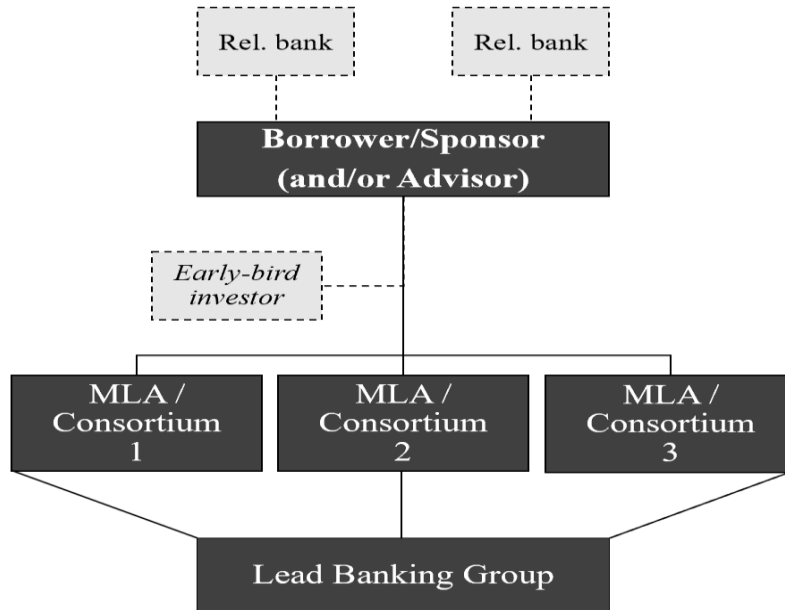 Rel. bank
Rel. bank
Borrower/Sponsor
(and/or Advisor)
Early-bird
investor
MLA /
Consortium
1
MLA /
Consortium
2
MLA /
Consortium
3
Lead Banking Group